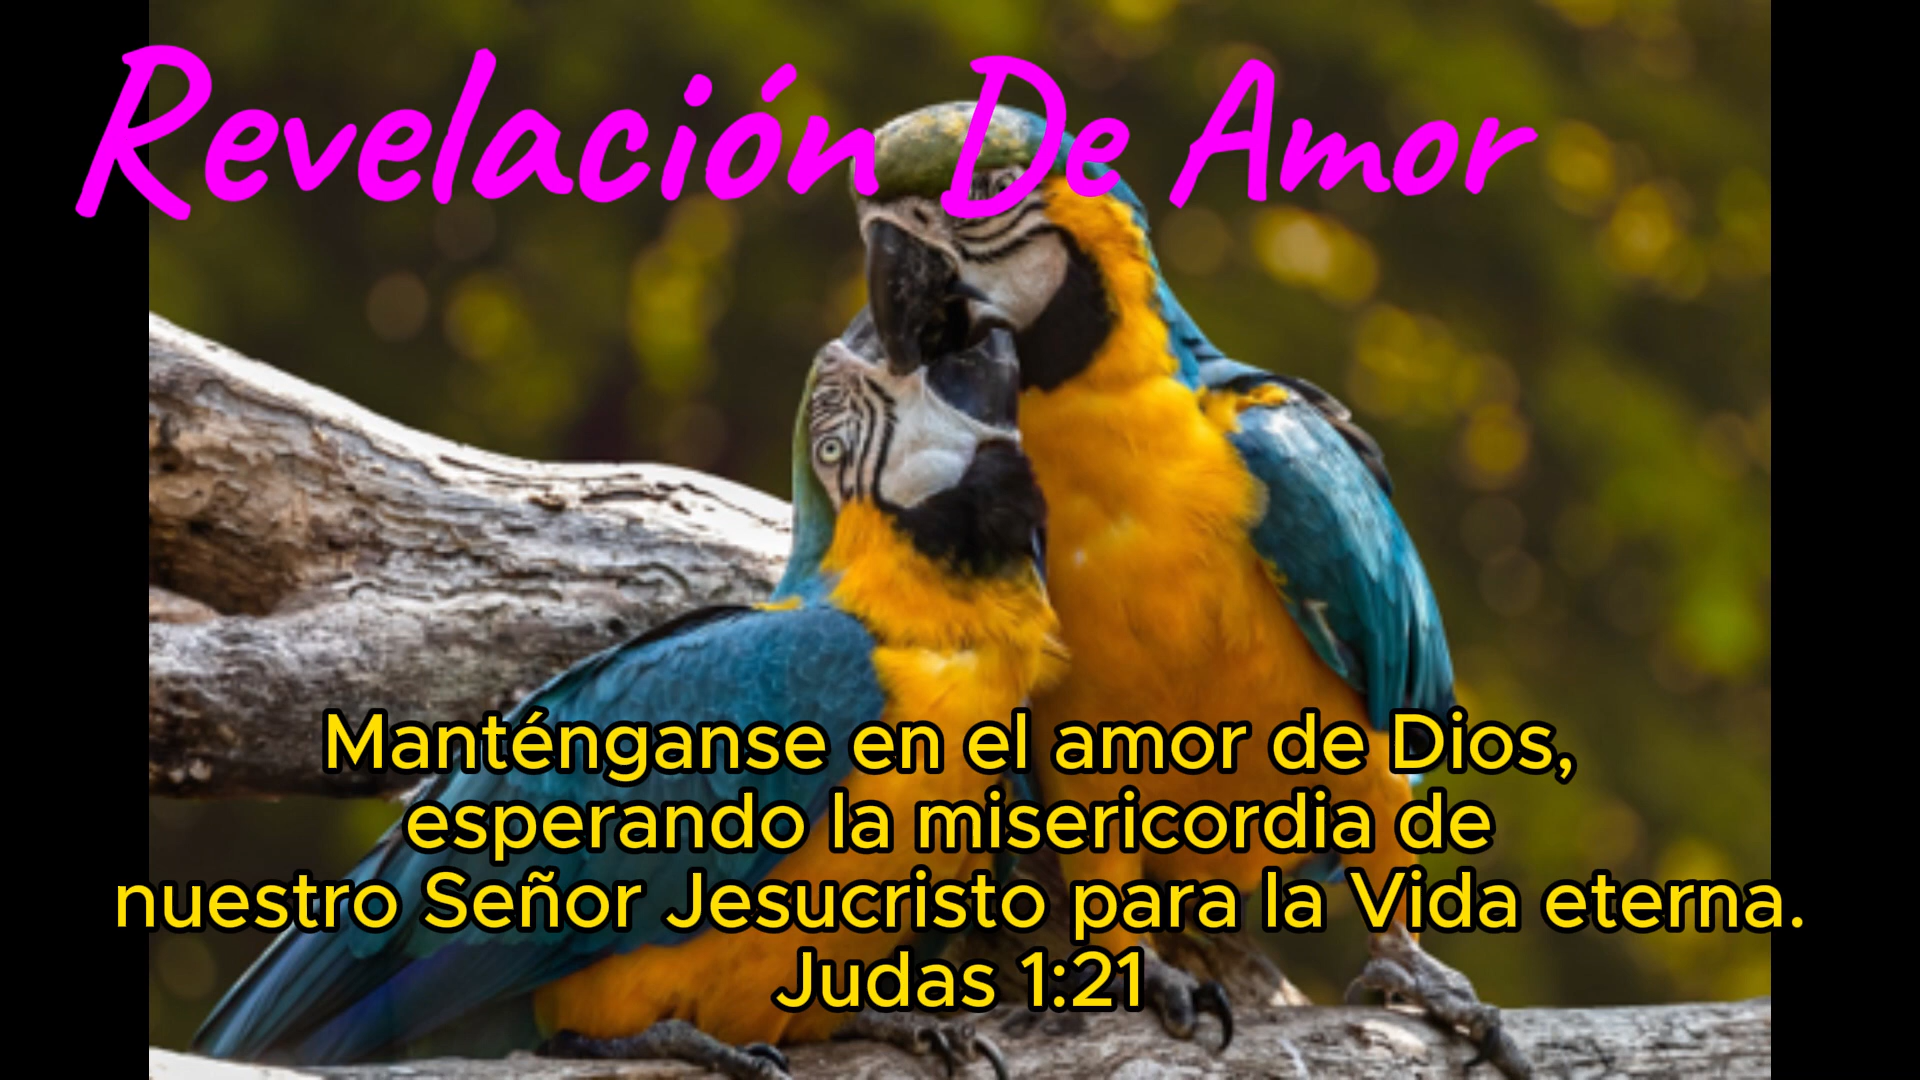 Revelación De Amor
Manténganse en el amor de Dios,
esperando la misericordia de
nuestro Señor Jesucristo para la Vida eterna.
Judas 1:21